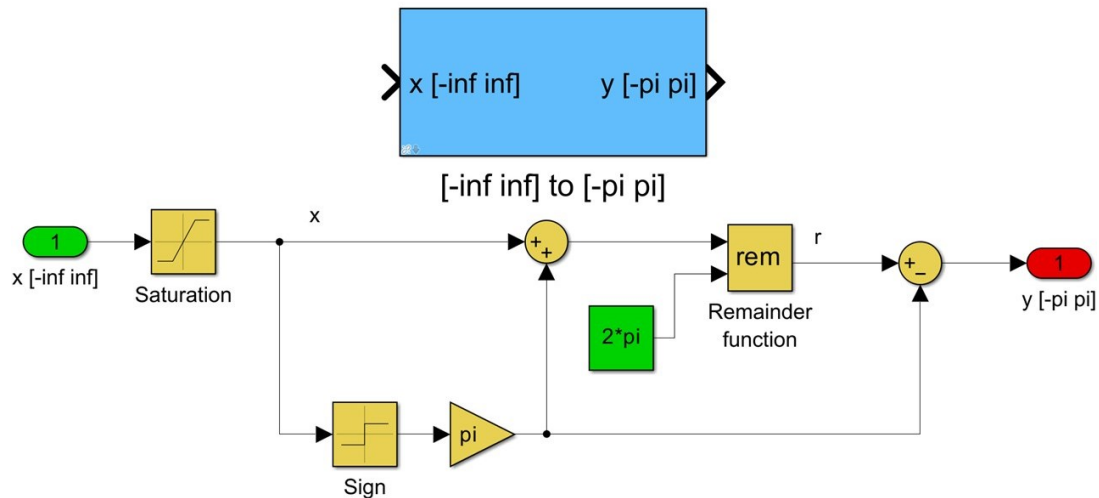 x [-inf inf]
y [-pi pi]
[-inf inf] to [-pi pi]
x
1
x [-inf inf]
Saturation
+
+
rem
r
Remainder
function
2*pi
+
−
1
y [-pi pi]
pi
Sign